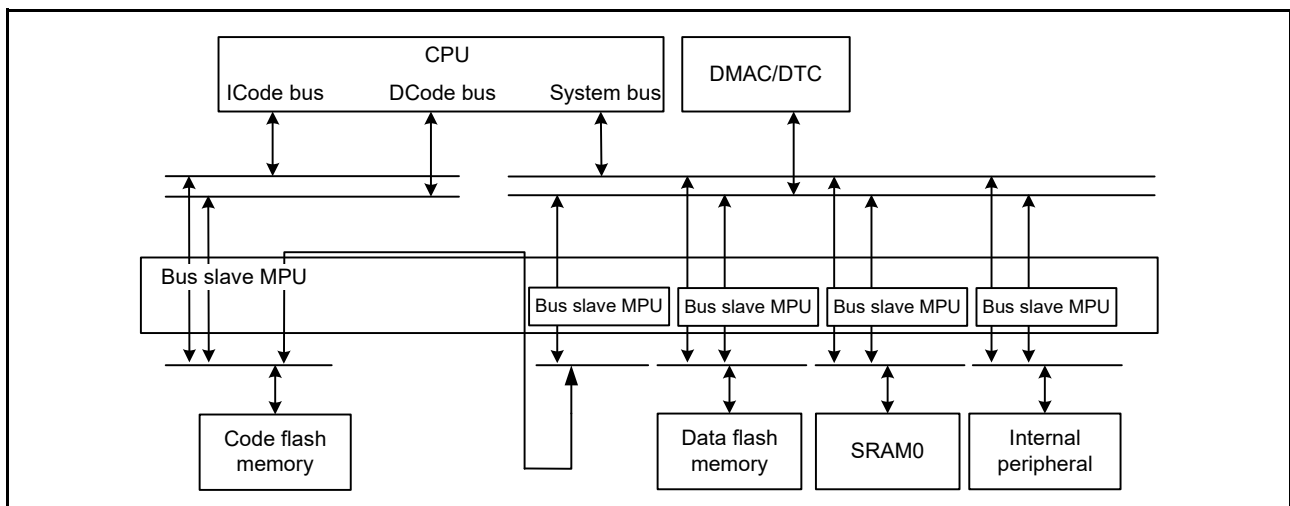 CPU
ICode bus
DCode bus
System bus
DMAC/DTC
Bus slave MPU
Bus slave MPU
Bus slave MPU
Bus slave MPU
Bus slave MPU
Code flash
memory
Data flash
memory
SRAM0
Internal
peripheral